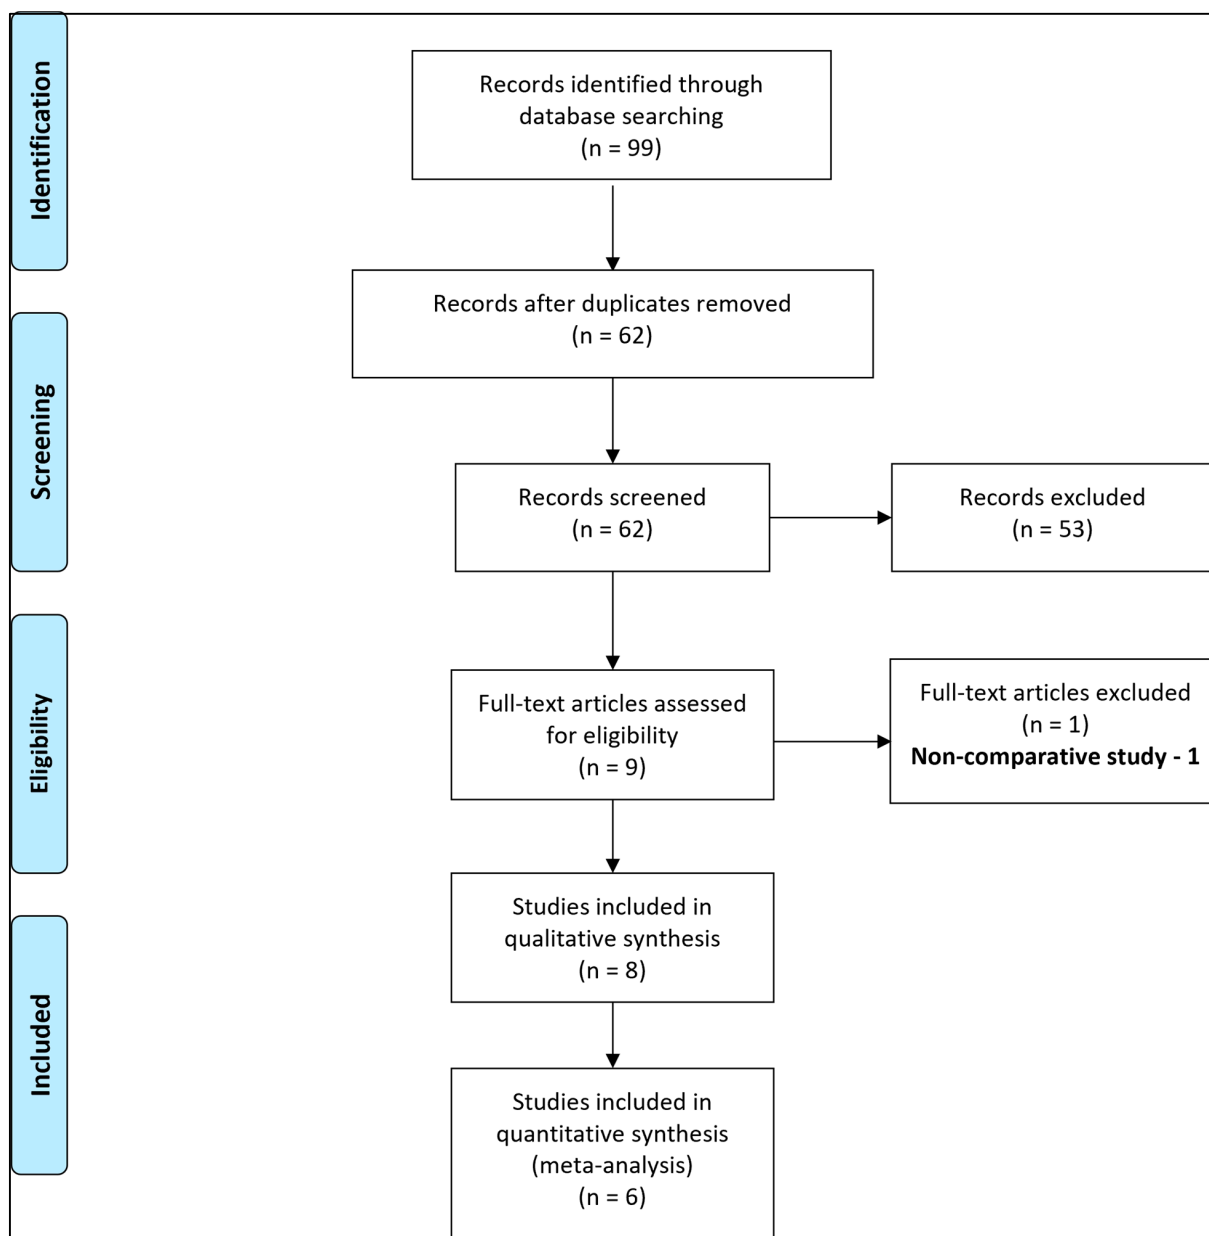 Identification
Records identified through
database searching
(n = 99)
Records after duplicates removed
(n = 62)
Screening
Records screened
(n = 62)
Records excluded
(n = 53)
Eligibility
Full-text articles assessed
for eligibility
(n = 9)
Full-text articles excluded
(n = 1)
Non-comparative study - 1
Studies included in
qualitative synthesis
(n = 8)
Included
Studies included in
quantitative synthesis
(meta-analysis)
(n = 6)